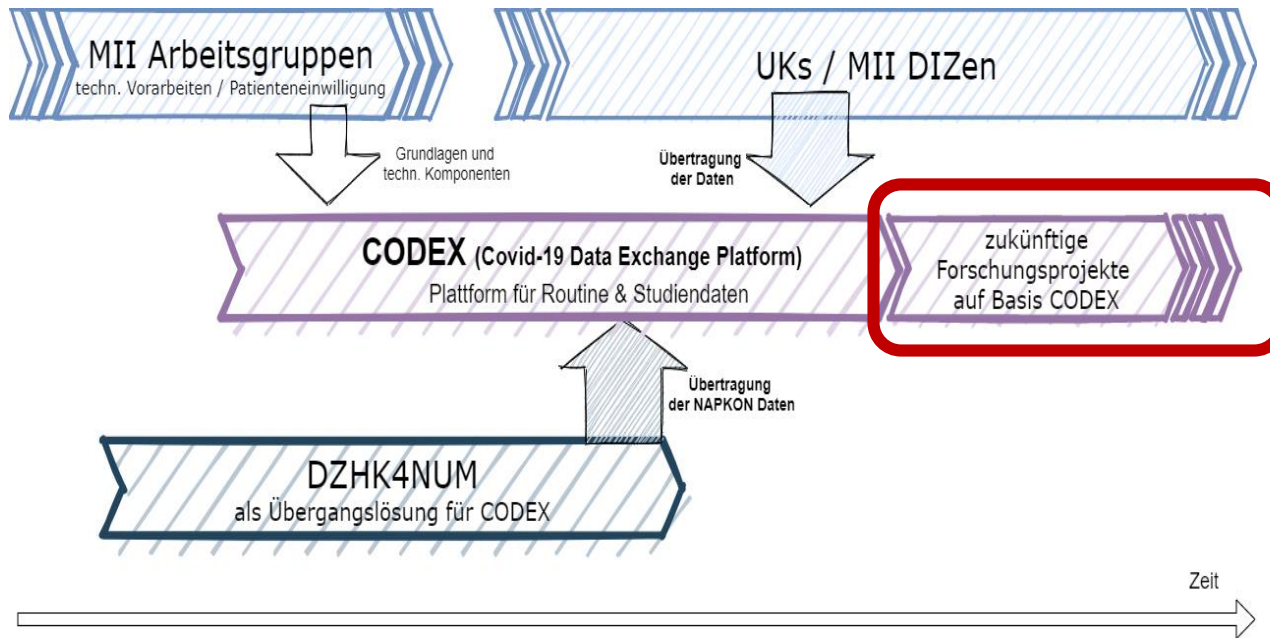 MII Arbeitsgruppen
techn. Vorarbeiten / Patienteneinwilligung
UKs / MII DIZen
Grundlagen und
techn. Komponenten
Übertragung
der Daten
CODEX (Covid-19 Data Exchange Platform)
Plattform für Routine & Studiendaten
zukünftige
Forschungsprojekte
auf Basis CODEX
Übertragung
der NAPKON Daten
DZHK4NUM
als Übergangslösung für CODEX
Zeit